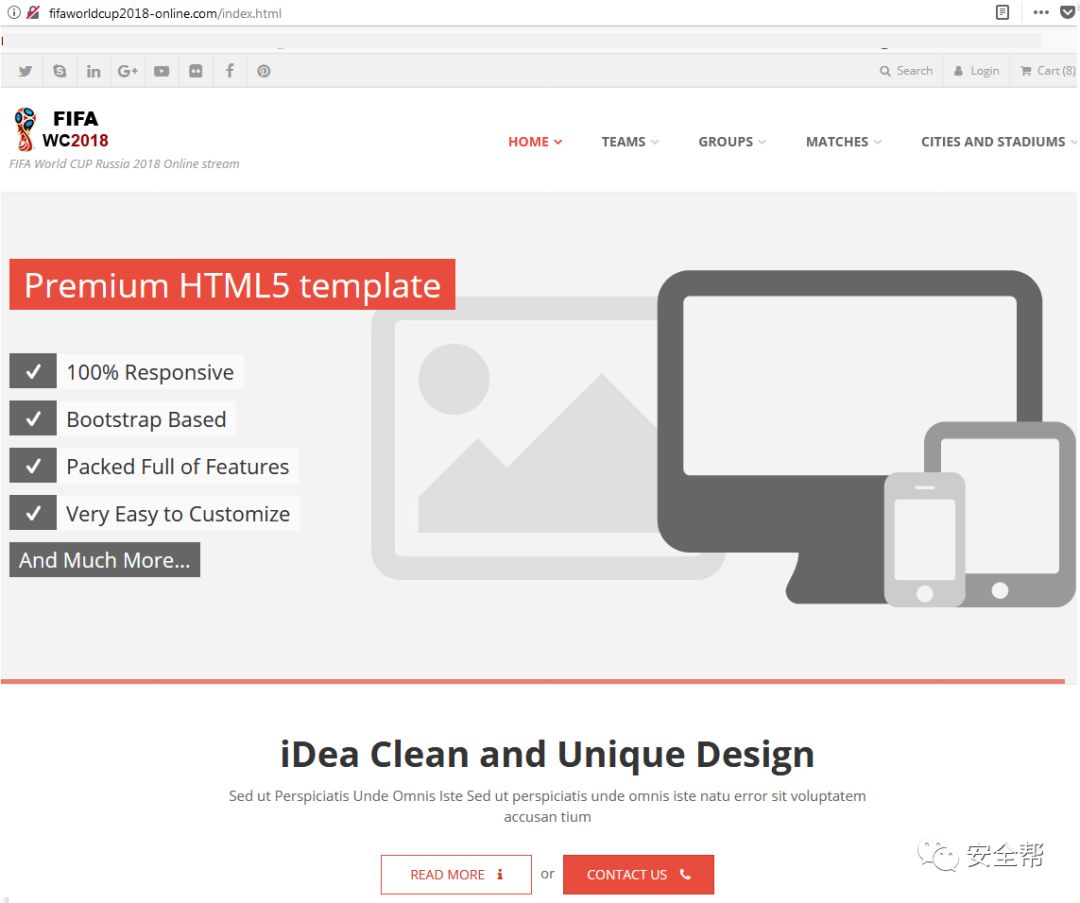 fifaworldcup2018-online.com/index.html
Search
Login
Cart (8)
FIFA
WC2018
FIFA World CUP Russia 2018 Online stream
HOME
TEAMS
GROUPS
MATCHES
CITIES AND STADIUMS
Premium HTML5 template
100% Responsive
Bootstrap Based
Packed Full of Features
Very Easy to Customize
And Much More...
iDea Clean and Unique Design
Sed ut Perspiciatis Unde Omnis Iste Sed ut perspiciatis unde omnis iste natu error sit voluptatem
accusan tium
READ MORE
or
CONTACT US
安全帮